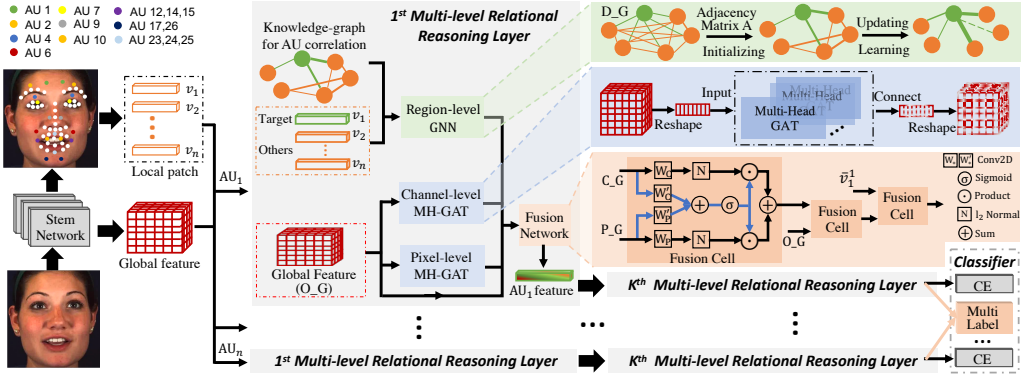 AU 1
AU 2
AU 4
AU 6
AU 7
AU 9
AU 10
AU 12,14,15
AU 17,26
AU 23,24,25
v1
v2
vn
Local patch
Stem
Network
Global feature
AU1
AUn
1st Multi-level Relational
Reasoning Layer
Knowledge-graph
for AU correlation
Target
v1
Others
v2
vn
Region-level
GNN
Channel-level
MH-GAT
Pixel-level
MH-GAT
Global Feature
(O_G)
Fusion
Network
AU1 feature
D_G
Adjacency
Matrix A
Initializing
Updating
Learning
Input
Reshape
Multi-Head
GAT
Multi-Head
Multi-Head
GAT
Connect
Reshape
C_G
P_G
WC
N
W′C
W′P
WP
N
σ
Fusion Cell
O_G
ṽ11
Fusion
Cell
Fusion
Cell
W* W′* Conv2D
σ Sigmoid
Product
N l2 Normal
Sum
Classifier
CE
Multi
Label
...
CE
Kth Multi-level Relational Reasoning Layer
1st Multi-level Relational Reasoning Layer
Kth Multi-level Relational Reasoning Layer